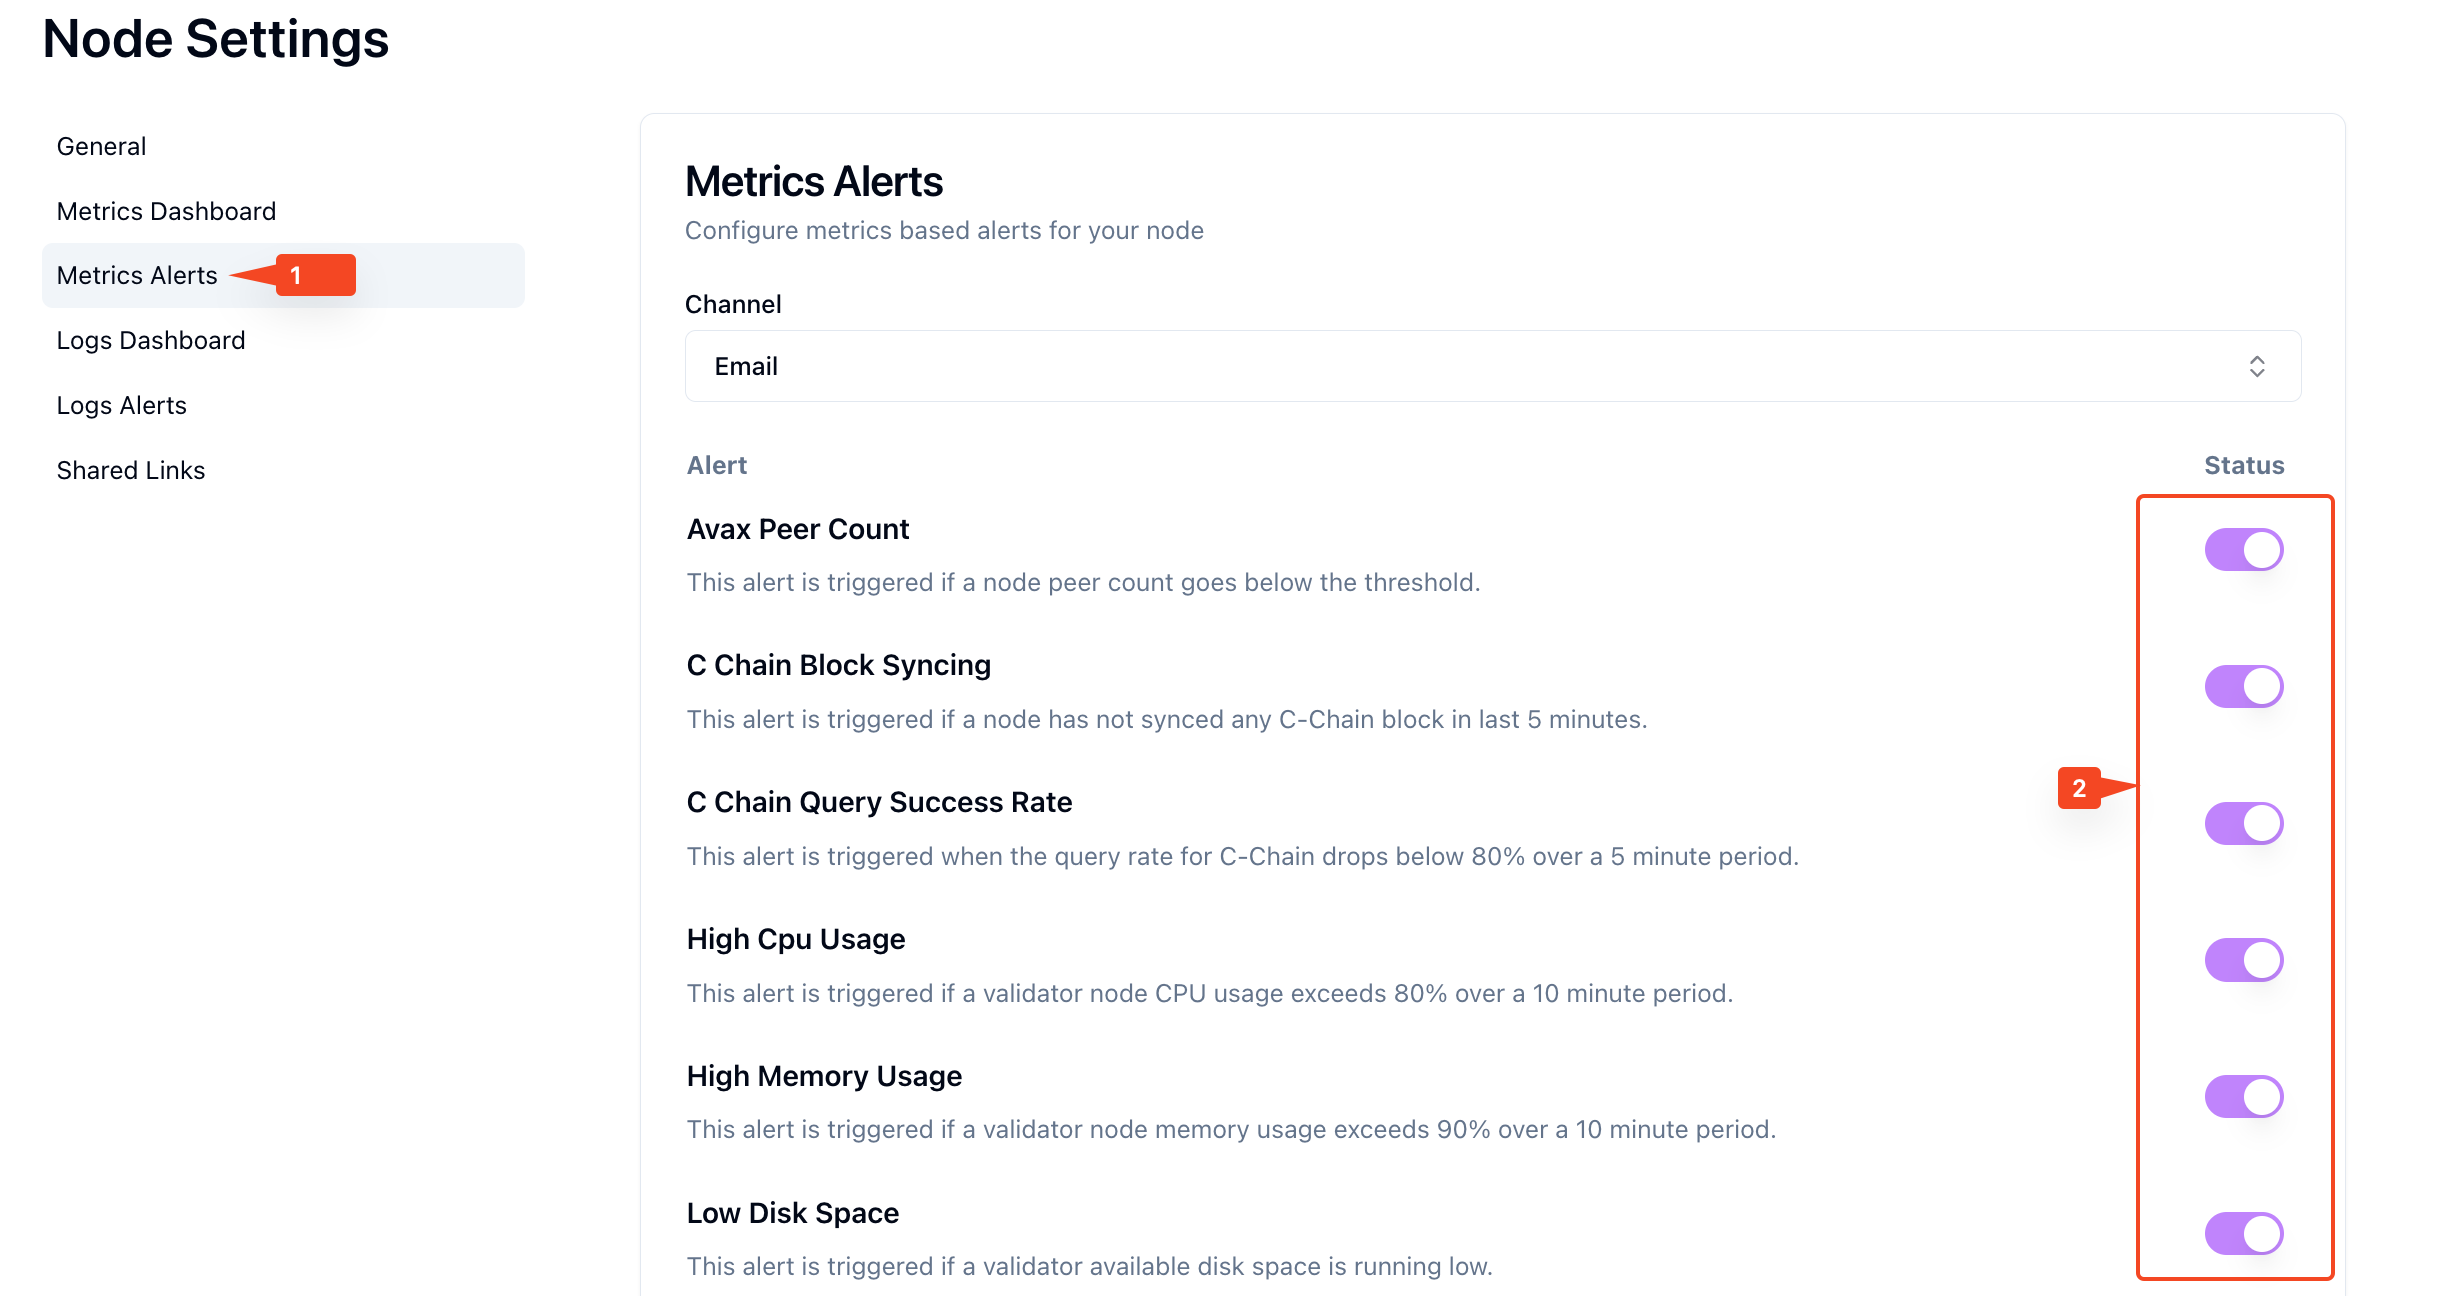 Node Settings
General
Metrics Dashboard
Metrics Alerts
1
Logs Dashboard
Logs Alerts
Shared Links
Metrics Alerts
Configure metrics based alerts for your node
Channel
Email
Alert
Status
Avax Peer Count
This alert is triggered if a node peer count goes below the threshold.
C Chain Block Syncing
This alert is triggered if a node has not synced any C-Chain block in last 5 minutes.
2
C Chain Query Success Rate
This alert is triggered when the query rate for C-Chain drops below 80% over a 5 minute period.
High Cpu Usage
This alert is triggered if a validator node CPU usage exceeds 80% over a 10 minute period.
High Memory Usage
This alert is triggered if a validator node memory usage exceeds 90% over a 10 minute period.
Low Disk Space
This alert is triggered if a validator available disk space is running low.